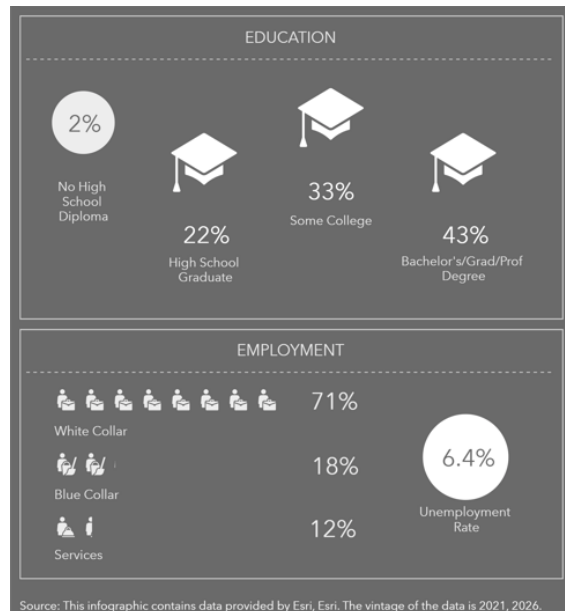 EDUCATION
2%
No High
School
Diploma
22%
High School
Graduate
33%
Some College
43%
Bachelor's/Grad/Prof
Degree
EMPLOYMENT
71%
White Collar
18%
Blue Collar
12%
Services
6.4%
Unemployment
Rate
Source: This infographic contains data provided by Esri, Esri. The vintage of the data is 2021, 2026.